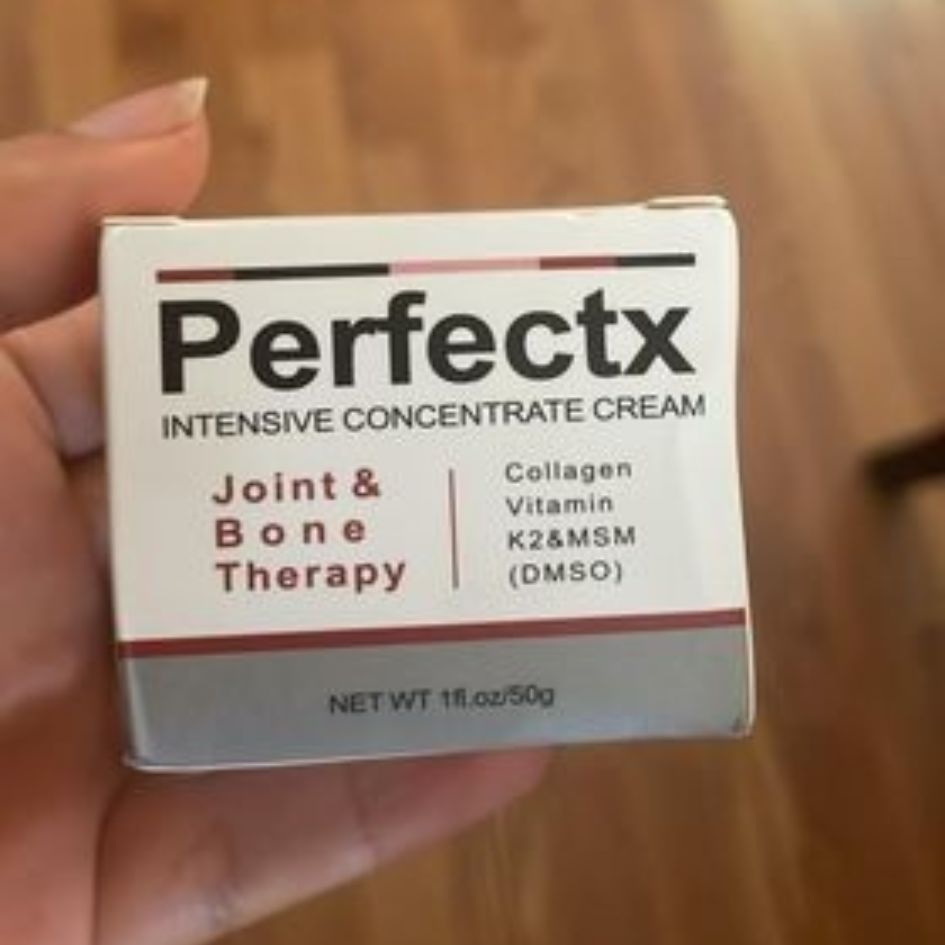 Perfectx
INTENSIVE CONCENTRATE CREAM
Joint &
Bone
Therapy
Collagen
Vitamin
K2&MSM
(DMSO)
NET WT 1fl.oz/50g